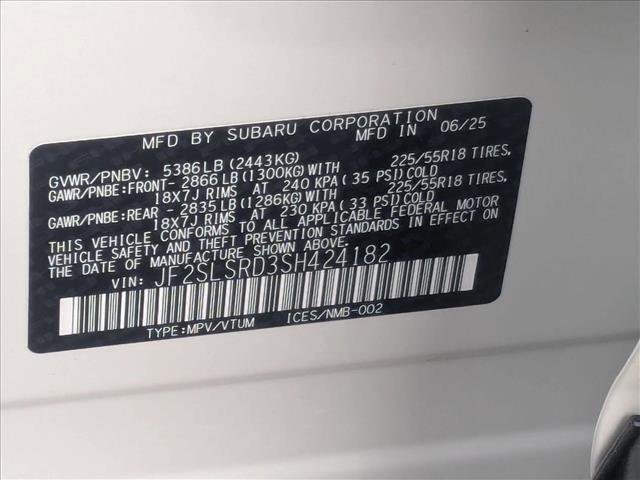 MFD BY SUBARU CORPORATION
MFD IN 06/25
GVWR/PNBV: 5386LB(2443KG)
GAWR/PNBE:FRONT- 2866LB(1300KG)WITH 225/55R18 TIRES,
18X7J RIMS AT 240 KPA(35 PSI)COLD
GAWR/PNBE:REAR - 2835LB(1286KG)WITH 225/55R18 TIRES,
18X7J RIMS AT 230 KPA(33 PSI)COLD
THIS VEHICLE CONFORMS TO ALL APPLICABLE FEDERAL MOTOR
VEHICLE SAFETY AND BUMPER STANDARDS IN EFFECT ON
THE DATE OF MANUFACTURE SHOWN ABOVE.
VIN: JF2SLSRD3SH424182
TYPE:MPV/VTUM ICES/NMB-002